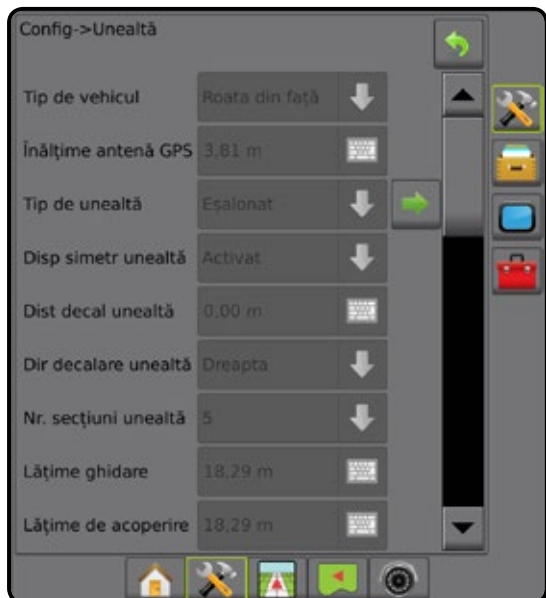 Config->Unealtă
Tip de vehicul Roata din față
Înălțime antenă GPS 3,81 m
Tip de unealtă Eșalonat
Disp simetr unealtă Activat
Dist decal unealtă 0,00 m
Dir decalare unealtă Dreapta
Nr. secțiuni unealtă 5
Lățime ghidare 18,29 m
Lățime de acoperire 18,29 m